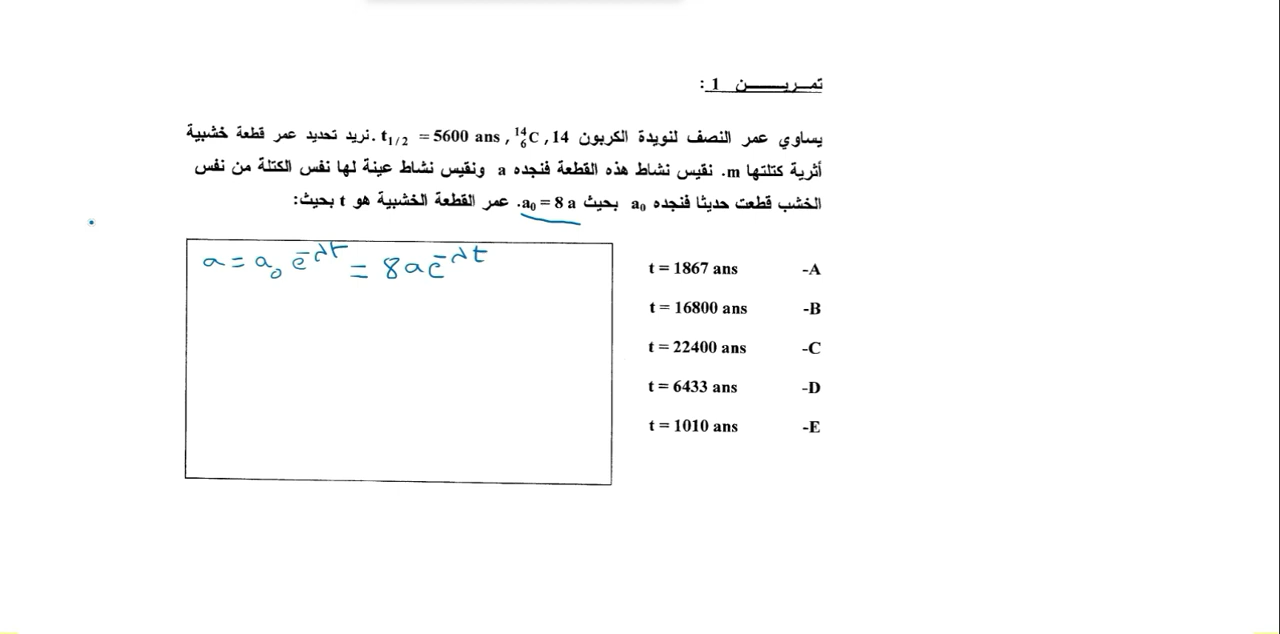 تمريـــن 1 :
يساوي عمر النصف لنويدة الكربون 14, ¹⁴₆C , t₁/₂ = 5600 ans .نريد تحديد عمر قطعة خشبية
أثرية كتلتها m. نقيس نشاط هذه القطعة فنجده a ونقيس نشاط عينة لها نفس الكتلة من نفس
الخشب قطعت حديثا فنجده a₀ بحيث a₀ = 8 a. عمر القطعة الخشبية هو t بحيث:
a = a₀ e^-λt = 8a e^-λt
t = 1867 ans -A
t = 16800 ans -B
t = 22400 ans -C
t = 6433 ans -D
t = 1010 ans -E